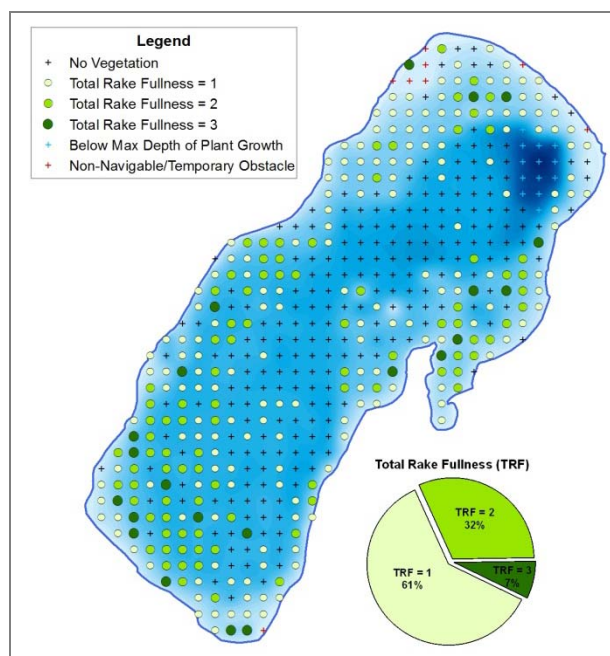 Legend
No Vegetation
Total Rake Fullness = 1
Total Rake Fullness = 2
Total Rake Fullness = 3
Below Max Depth of Plant Growth
Non-Navigable/Temporary Obstacle
Total Rake Fullness (TRF)
TRF = 2
32%
TRF = 3
7%
TRF = 1
61%